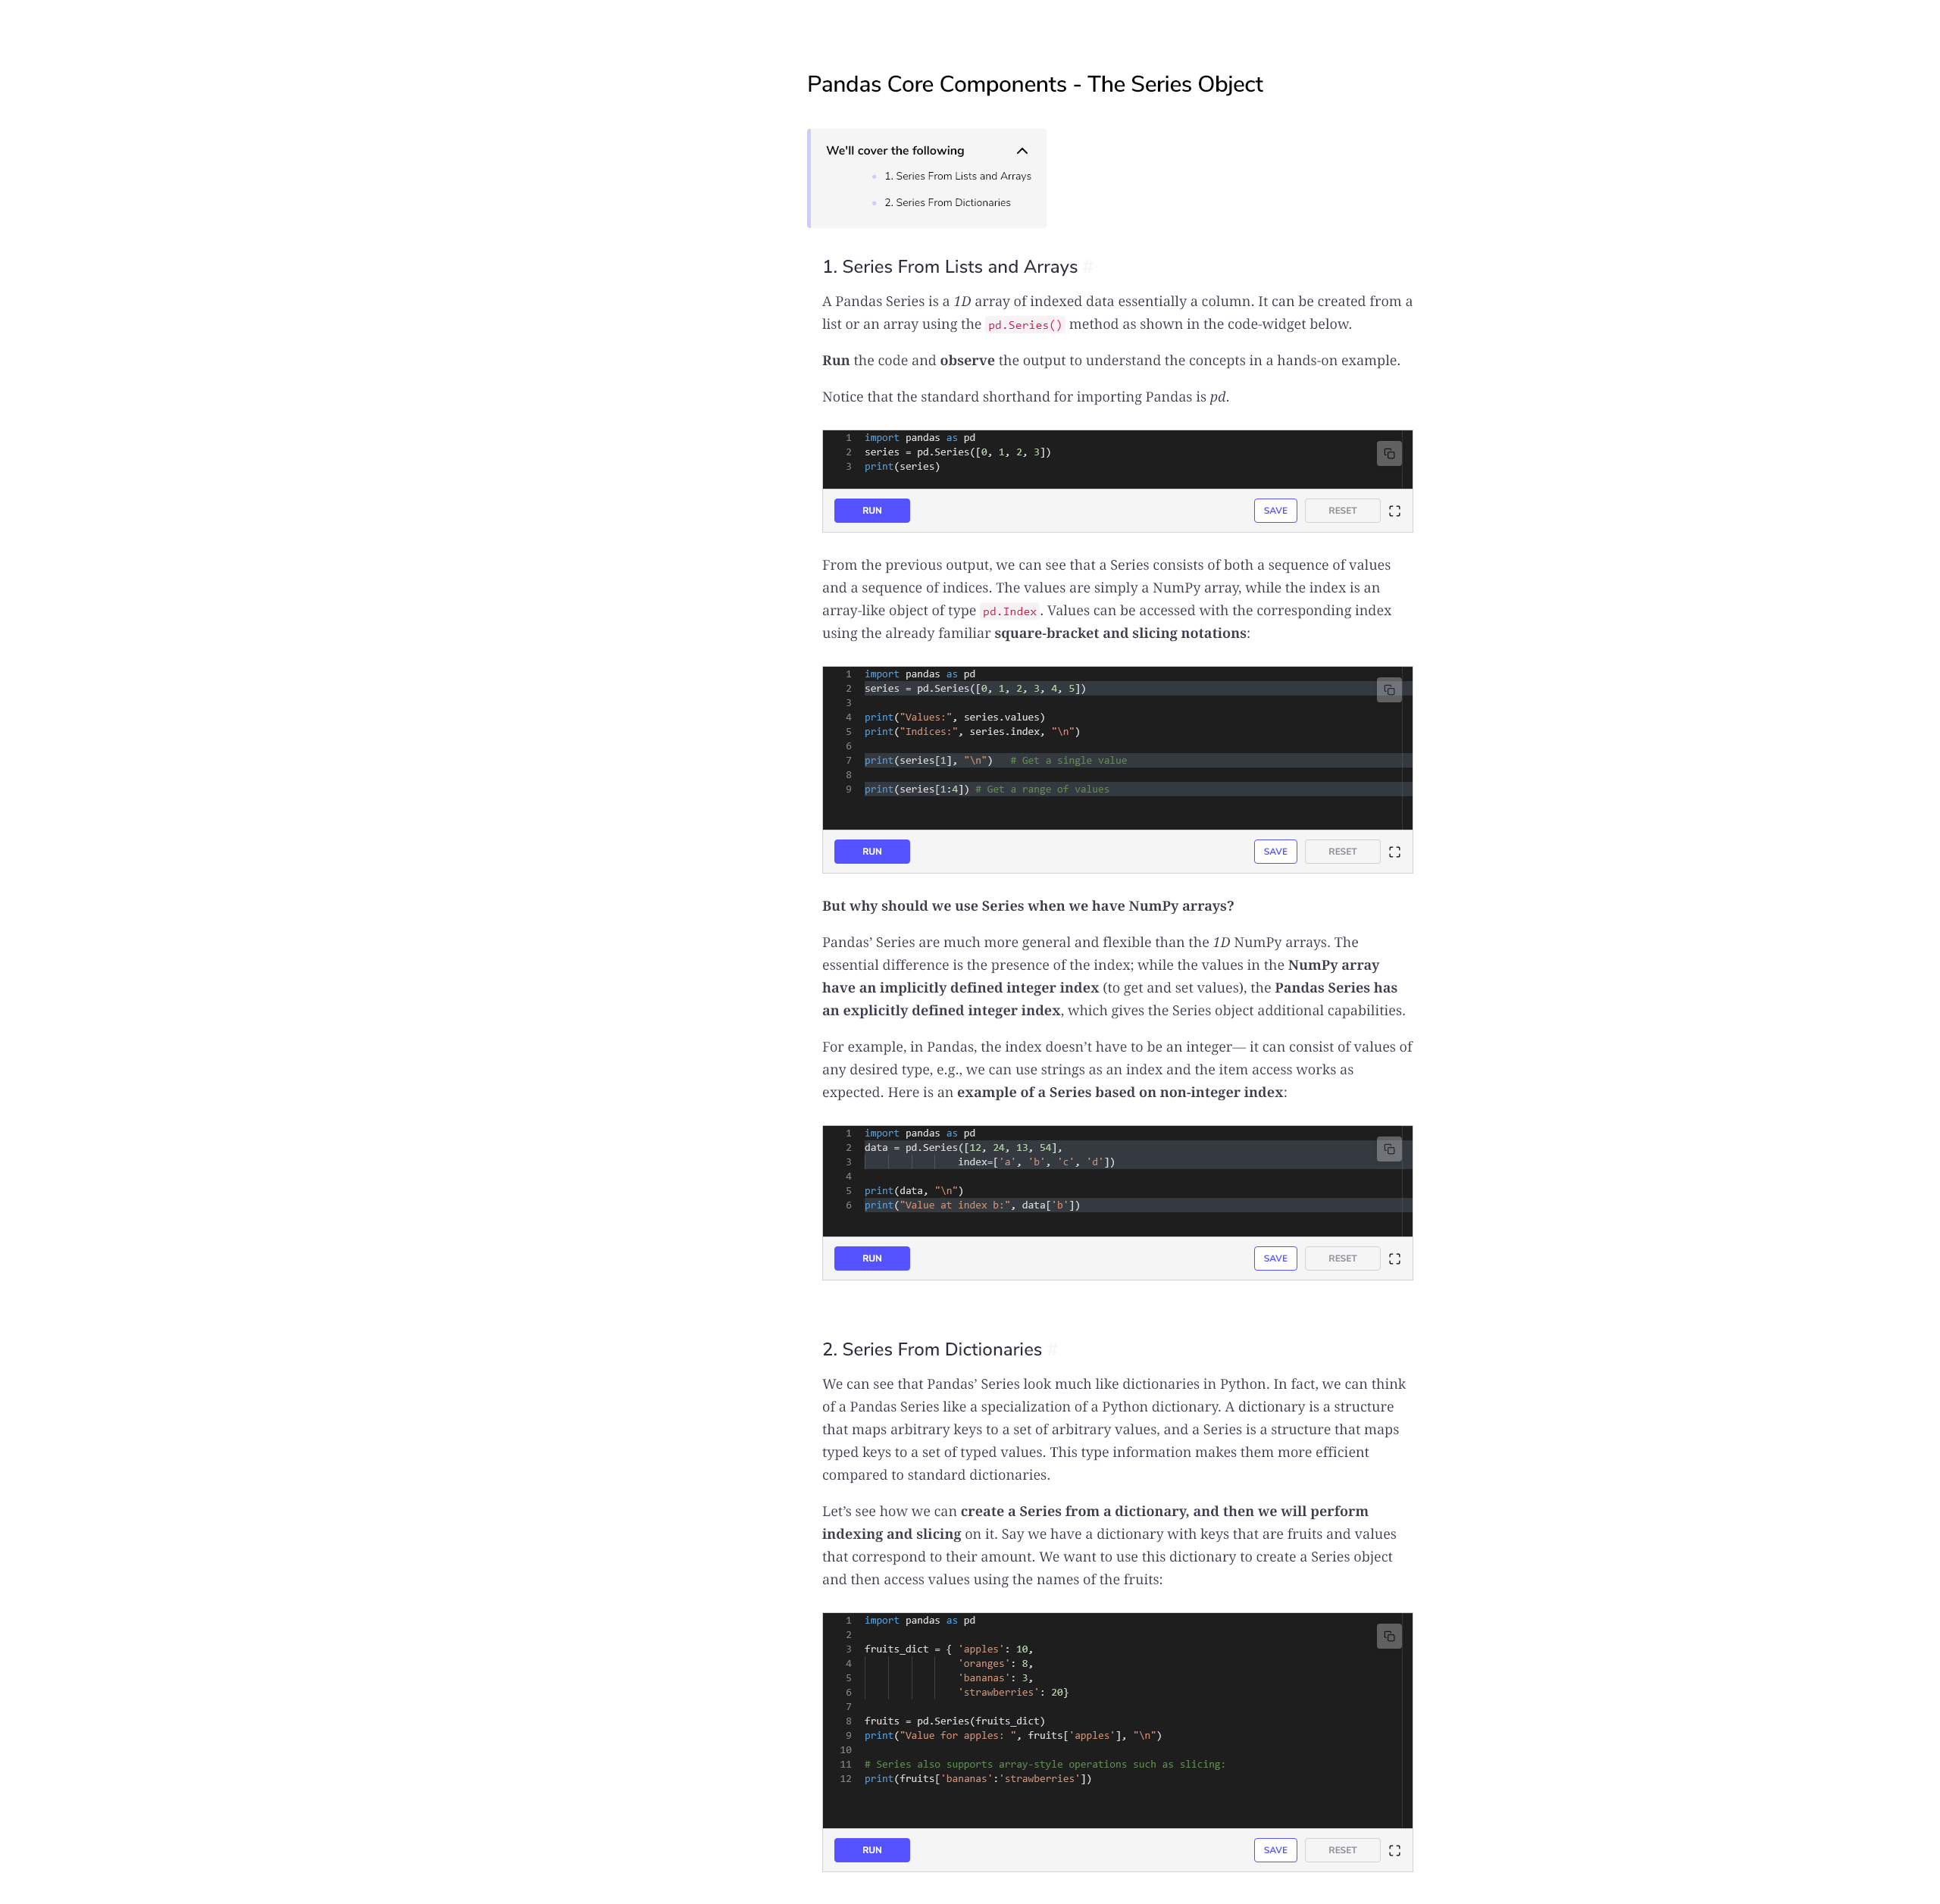 Pandas Core Components - The Series Object
We'll cover the following
1. Series From Lists and Arrays
2. Series From Dictionaries
1. Series From Lists and Arrays #
A Pandas Series is a 1D array of indexed data essentially a column. It can be created from a
list or an array using the pd.Series() method as shown in the code-widget below.
Run the code and observe the output to understand the concepts in a hands-on example.
Notice that the standard shorthand for importing Pandas is pd.
1 import pandas as pd
2 series = pd.Series([0, 1, 2, 3])
3 print(series)
RUN SAVE RESET
From the previous output, we can see that a Series consists of both a sequence of values
and a sequence of indices. The values are simply a NumPy array, while the index is an
array-like object of type pd.Index. Values can be accessed with the corresponding index
using the already familiar square-bracket and slicing notations:
1 import pandas as pd
2 series = pd.Series([0, 1, 2, 3, 4, 5])
3
4 print("Values:", series.values)
5 print("Indices:", series.index, "\n")
6
7 print(series[1], "\n")   # Get a single value
8
9 print(series[1:4]) # Get a range of values
RUN SAVE RESET
But why should we use Series when we have NumPy arrays?
Pandas’ Series are much more general and flexible than the 1D NumPy arrays. The
essential difference is the presence of the index; while the values in the NumPy array
have an implicitly defined integer index (to get and set values), the Pandas Series has
an explicitly defined integer index, which gives the Series object additional capabilities.
For example, in Pandas, the index doesn’t have to be an integer— it can consist of values of
any desired type, e.g., we can use strings as an index and the item access works as
expected. Here is an example of a Series based on non-integer index:
1 import pandas as pd
2 data = pd.Series([12, 24, 13, 54],
3                 index=['a', 'b', 'c', 'd'])
4
5 print(data, "\n")
6 print("Value at index b:", data['b'])
RUN SAVE RESET
2. Series From Dictionaries #
We can see that Pandas’ Series look much like dictionaries in Python. In fact, we can think
of a Pandas Series like a specialization of a Python dictionary. A dictionary is a structure
that maps arbitrary keys to a set of arbitrary values, and a Series is a structure that maps
typed keys to a set of typed values. This type information makes them more efficient
compared to standard dictionaries.
Let’s see how we can create a Series from a dictionary, and then we will perform
indexing and slicing on it. Say we have a dictionary with keys that are fruits and values
that correspond to their amount. We want to use this dictionary to create a Series object
and then access values using the names of the fruits:
1 import pandas as pd
2
3 fruits_dict = { 'apples': 10,
4                 'oranges': 8,
5                 'bananas': 3,
6                 'strawberries': 20}
7
8 fruits = pd.Series(fruits_dict)
9 print("Value for apples: ", fruits['apples'], "\n")
10
11 # Series also supports array-style operations such as slicing:
12 print(fruits['bananas':'strawberries'])
RUN SAVE RESET